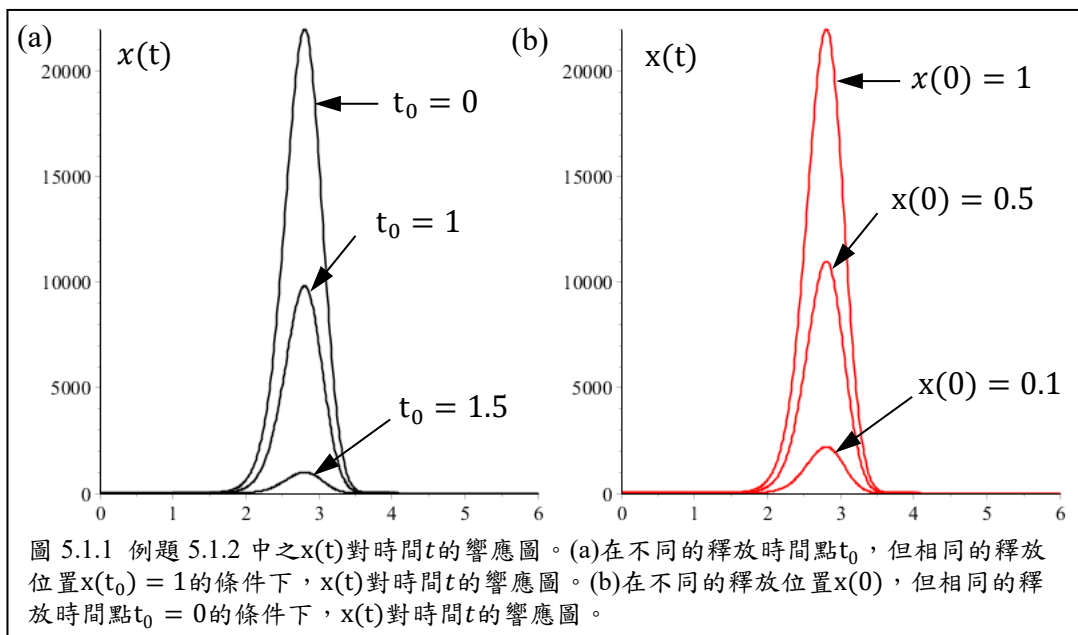 (a)
x(t)
20000
15000
10000
5000
0
0 1 2 3 4 5 6
t₀ = 0
t₀ = 1
t₀ = 1.5
(b)
x(t)
20000
15000
10000
5000
0
0 1 2 3 4 5 6
x(0) = 1
x(0) = 0.5
x(0) = 0.1
圖 5.1.1 例題 5.1.2 中之x(t)對時間t的響應圖。(a)在不同的釋放時間點t₀，但相同的釋放
位置x(t₀) = 1的條件下，x(t)對時間t的響應圖。(b)在不同的釋放位置x(0)，但相同的釋
放時間點t₀ = 0的條件下，x(t)對時間t的響應圖。